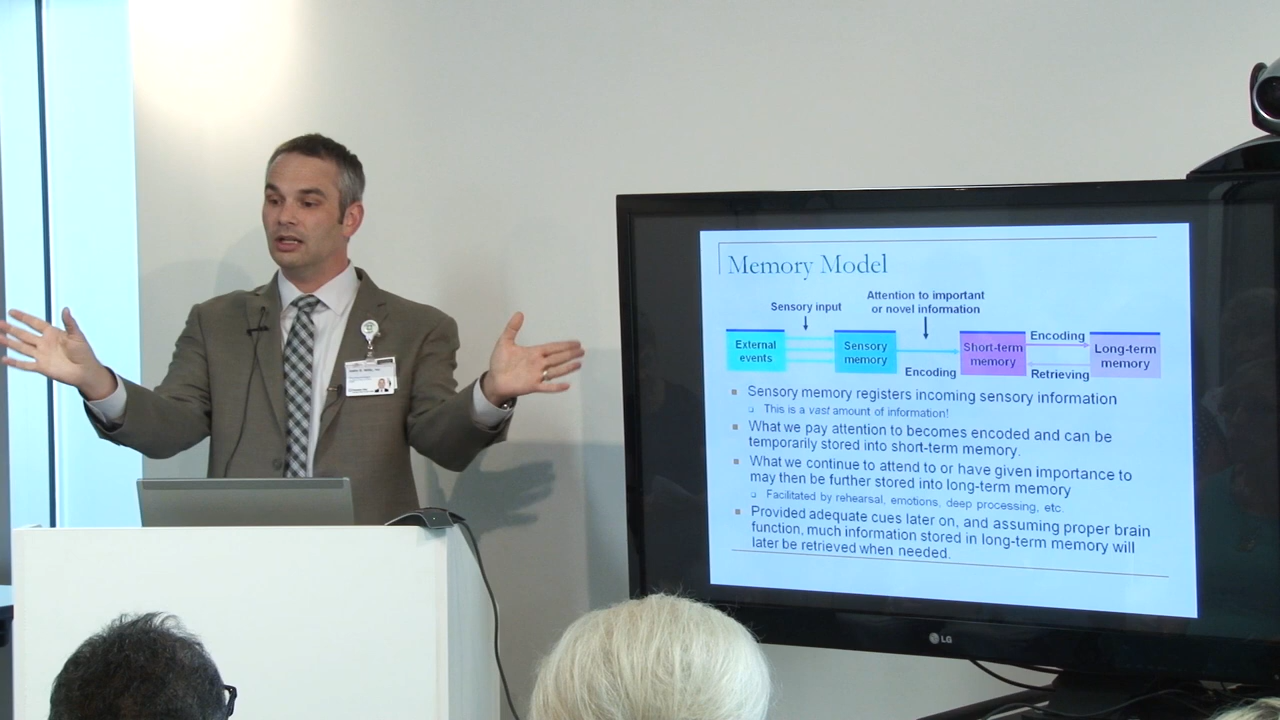 Memory Model
Sensory input
Attention to important
or novel information
External
events
Sensory
memory
Short-term
memory
Long-term
memory
Encoding
Encoding
Retrieving
Sensory memory registers incoming sensory information
This is a vast amount of information!
What we pay attention to becomes encoded and can be
temporarily stored into short-term memory.
What we continue to attend to or have given importance to
may then be further stored into long-term memory
Facilitated by rehearsal, emotions, deep processing, etc.
Provided adequate cues later on, and assuming proper brain
function, much information stored in long-term memory will
later be retrieved when needed.
LG